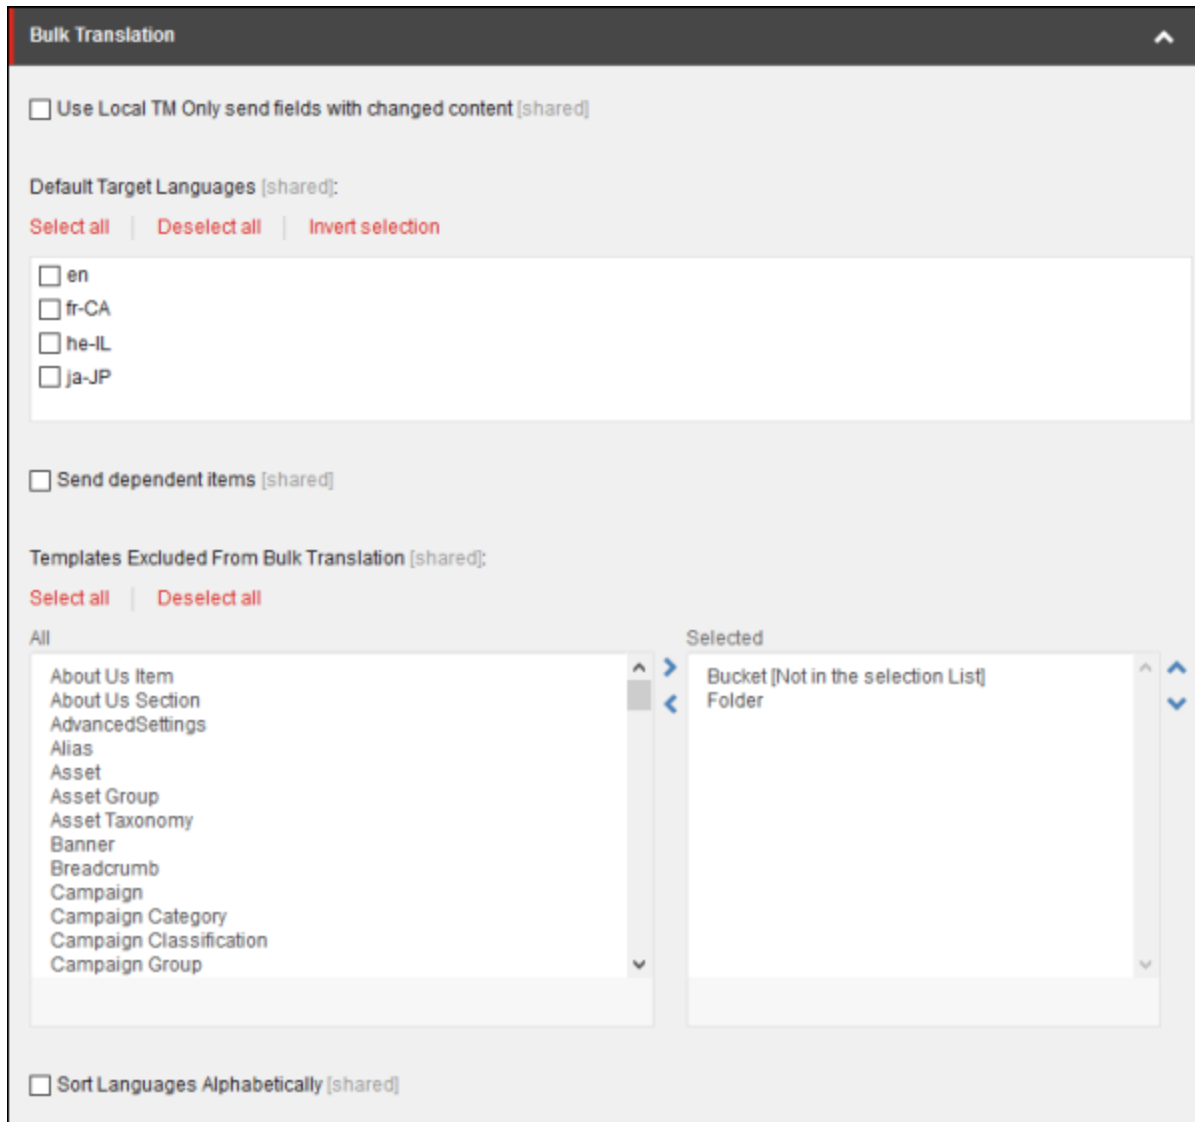 Bulk Translation
Use Local TM Only send fields with changed content [shared]
Default Target Languages [shared]:
Select all Deselect all Invert selection
en
fr-CA
he-IL
ja-JP
Send dependent items [shared]
Templates Excluded From Bulk Translation [shared]:
Select all Deselect all
All
About Us Item
About Us Section
AdvancedSettings
Alias
Asset
Asset Group
Asset Taxonomy
Banner
Breadcrumb
Campaign
Campaign Category
Campaign Classification
Campaign Group
Selected
Bucket [Not in the selection List]
Folder
Sort Languages Alphabetically [shared]